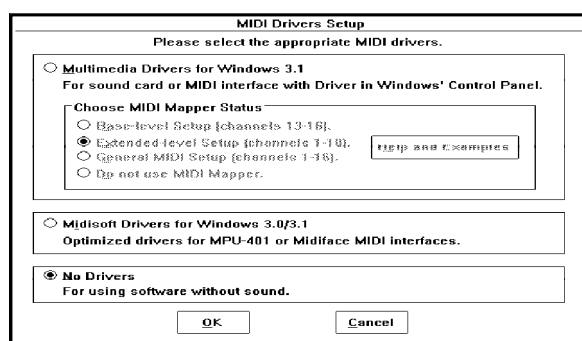 MIDI Drivers Setup
Please select the appropriate MIDI drivers.
Multimedia Drivers for Windows 3.1
For sound card or MIDI interface with Driver in Windows' Control Panel.
Choose MIDI Mapper Status
Base-level Setup (channels 13-16).
Extended-level Setup (channels 1-10).
Help and Examples
General MIDI Setup (channels 1-16).
Do not use MIDI Mapper.
Midisoft Drivers for Windows 3.0/3.1
Optimized drivers for MPU-401 or Midiface MIDI interfaces.
No Drivers
For using software without sound.
OK Cancel